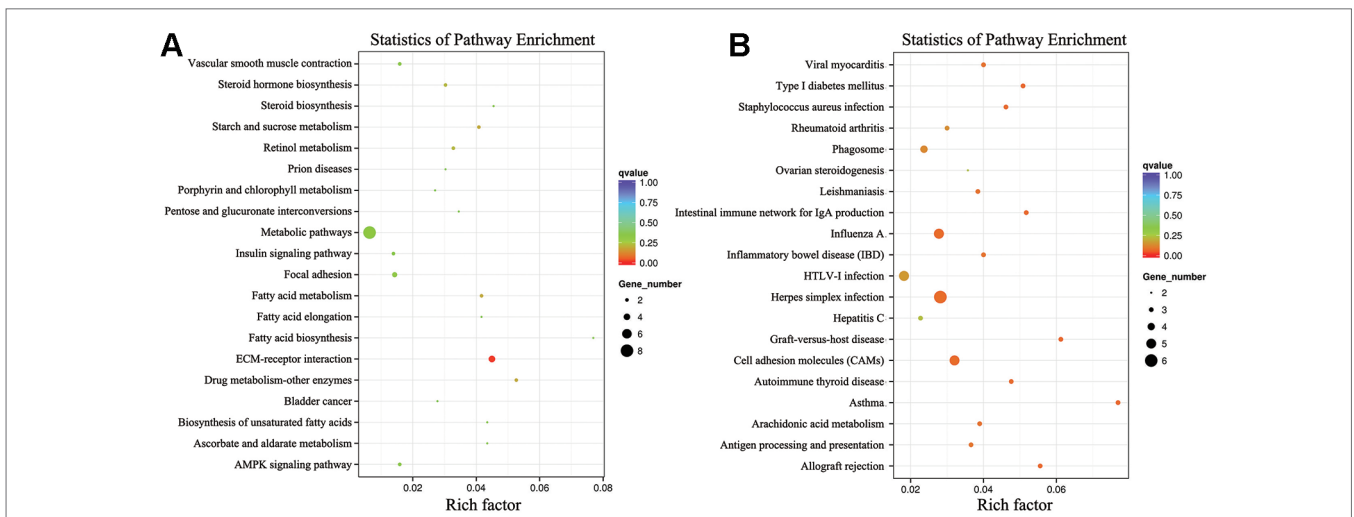 A
Statistics of Pathway Enrichment
Vascular smooth muscle contraction
Steroid hormone biosynthesis
Steroid biosynthesis
Starch and sucrose metabolism
Retinol metabolism
Prion diseases
Porphyrin and chlorophyll metabolism
Pentose and glucuronate interconversions
Metabolic pathways
Insulin signaling pathway
Focal adhesion
Fatty acid metabolism
Fatty acid elongation
Fatty acid biosynthesis
ECM-receptor interaction
Drug metabolism-other enzymes
Bladder cancer
Biosynthesis of unsaturated fatty acids
Ascorbate and aldarate metabolism
AMPK signaling pathway
0.02 0.04 0.06 0.08
Rich factor
qvalue
1.00
0.75
0.50
0.25
0.00
Gene_number
2
4
6
8
B
Statistics of Pathway Enrichment
Viral myocarditis
Type I diabetes mellitus
Staphylococcus aureus infection
Rheumatoid arthritis
Phagosome
Ovarian steroidogenesis
Leishmaniasis
Intestinal immune network for IgA production
Influenza A
Inflammatory bowel disease (IBD)
HTLV-I infection
Herpes simplex infection
Hepatitis C
Graft-versus-host disease
Cell adhesion molecules (CAMs)
Autoimmune thyroid disease
Asthma
Arachidonic acid metabolism
Antigen processing and presentation
Allograft rejection
0.02 0.04 0.06
Rich factor
qvalue
1.00
0.75
0.50
0.25
0.00
Gene_number
2
3
4
5
6